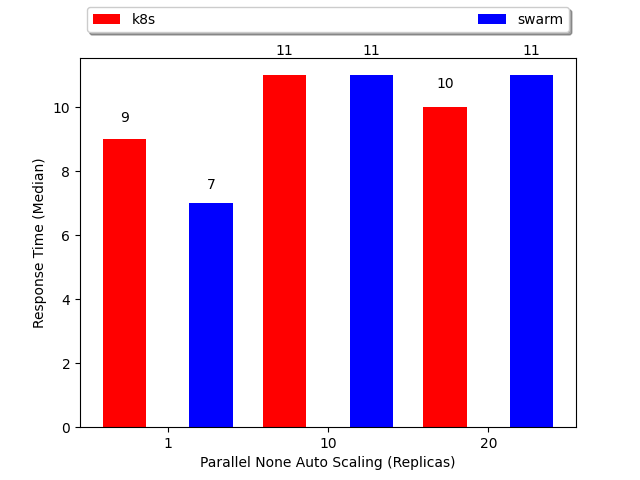 k8s swarm
11 11 11
10
9
7
10
8
6
4
2
0
Response Time (Median)
1 10 20
Parallel None Auto Scaling (Replicas)